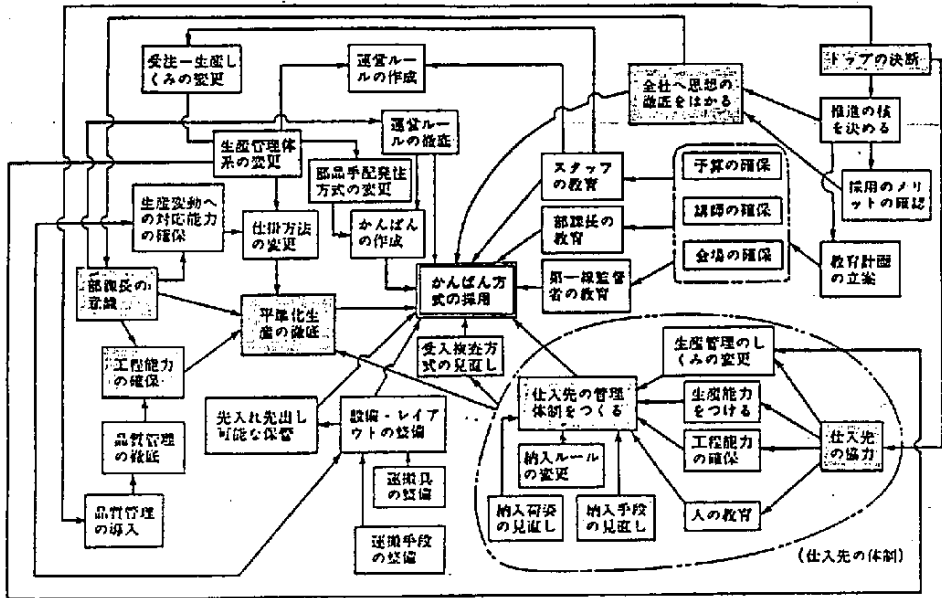 受注ー生産し
くみの変更
運営ルー
ルの作成
トップの決断
全社へ思想の
徹底をはかる
推進の核
を決める
運営ルー
ルの徹底
生産管理体
系の変更
部品手配発注
方式の変更
スタッフ
の教育
予算の確保
採用のメリ
ットの確認
生産変動へ
の対応能力
の確保
仕掛方法
の変更
かんばん
の作成
部課長の
教育
講師の確保
会場の確保
教育計画
の立案
部課長の
意識
かんばん方
式の採用
第一線監督
者の教育
平準化生
産の徹底
工程能力
の確保
受入検査方
式の見直し
生産管理のし
くみの変更
先入れ先出し
可能な保管
設備・レイア
ウトの整備
仕入先の管理
体制をつくる
生産能力
をつける
仕入先
の協力
品質管理
の徹底
工程能力
の確保
納入ルール
の変更
運搬具
の整備
品質管理
の導入
納入荷姿
の見直し
納入手段
の見直し
人の教育
運搬手段
の整備
(仕入先の体制)